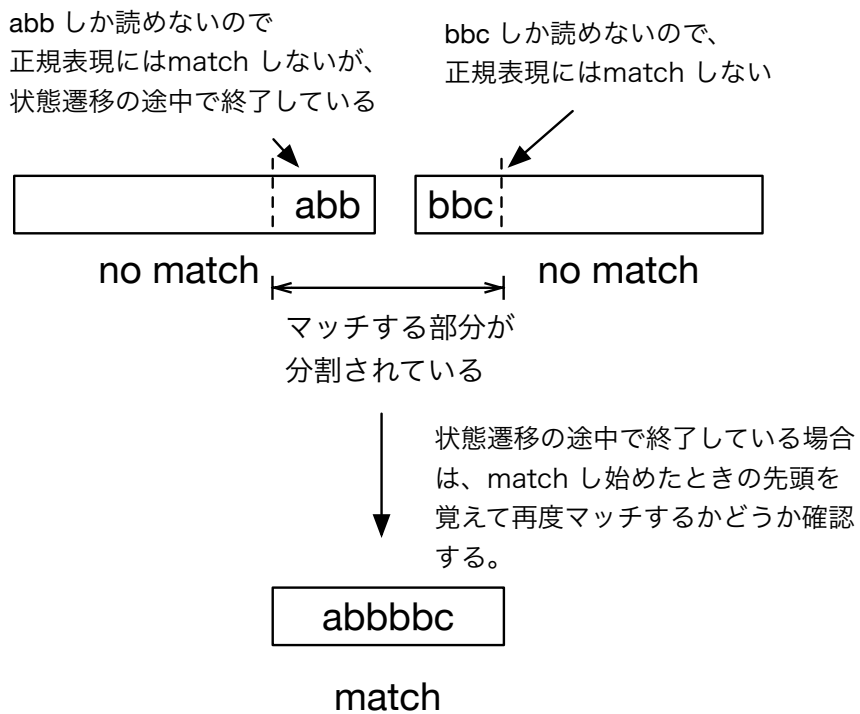 abb しか読めないので
正規表現にはmatch しないが、
状態遷移の途中で終了している
bbc しか読めないので、
正規表現にはmatch しない
abb
bbc
no match
no match
マッチする部分が
分割されている
状態遷移の途中で終了している場合
は、match し始めたときの先頭を
覚えて再度マッチするかどうか確認
する。
abbbbc
match